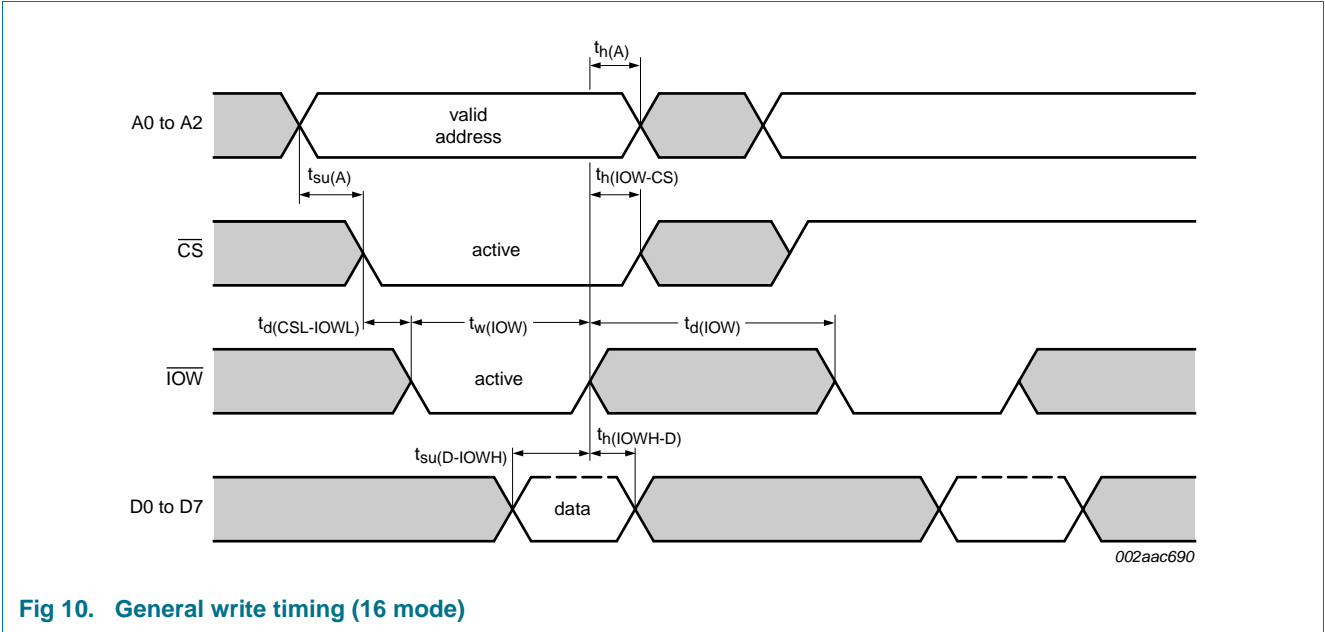 th(A)
A0 to A2
valid
address
tsu(A)
th(IOW-CS)
CS
active
td(CSL-IOWL)
tw(IOW)
td(IOW)
IOW
active
th(IOWH-D)
tsu(D-IOWH)
D0 to D7
data
002aac690
Fig 10. General write timing (16 mode)